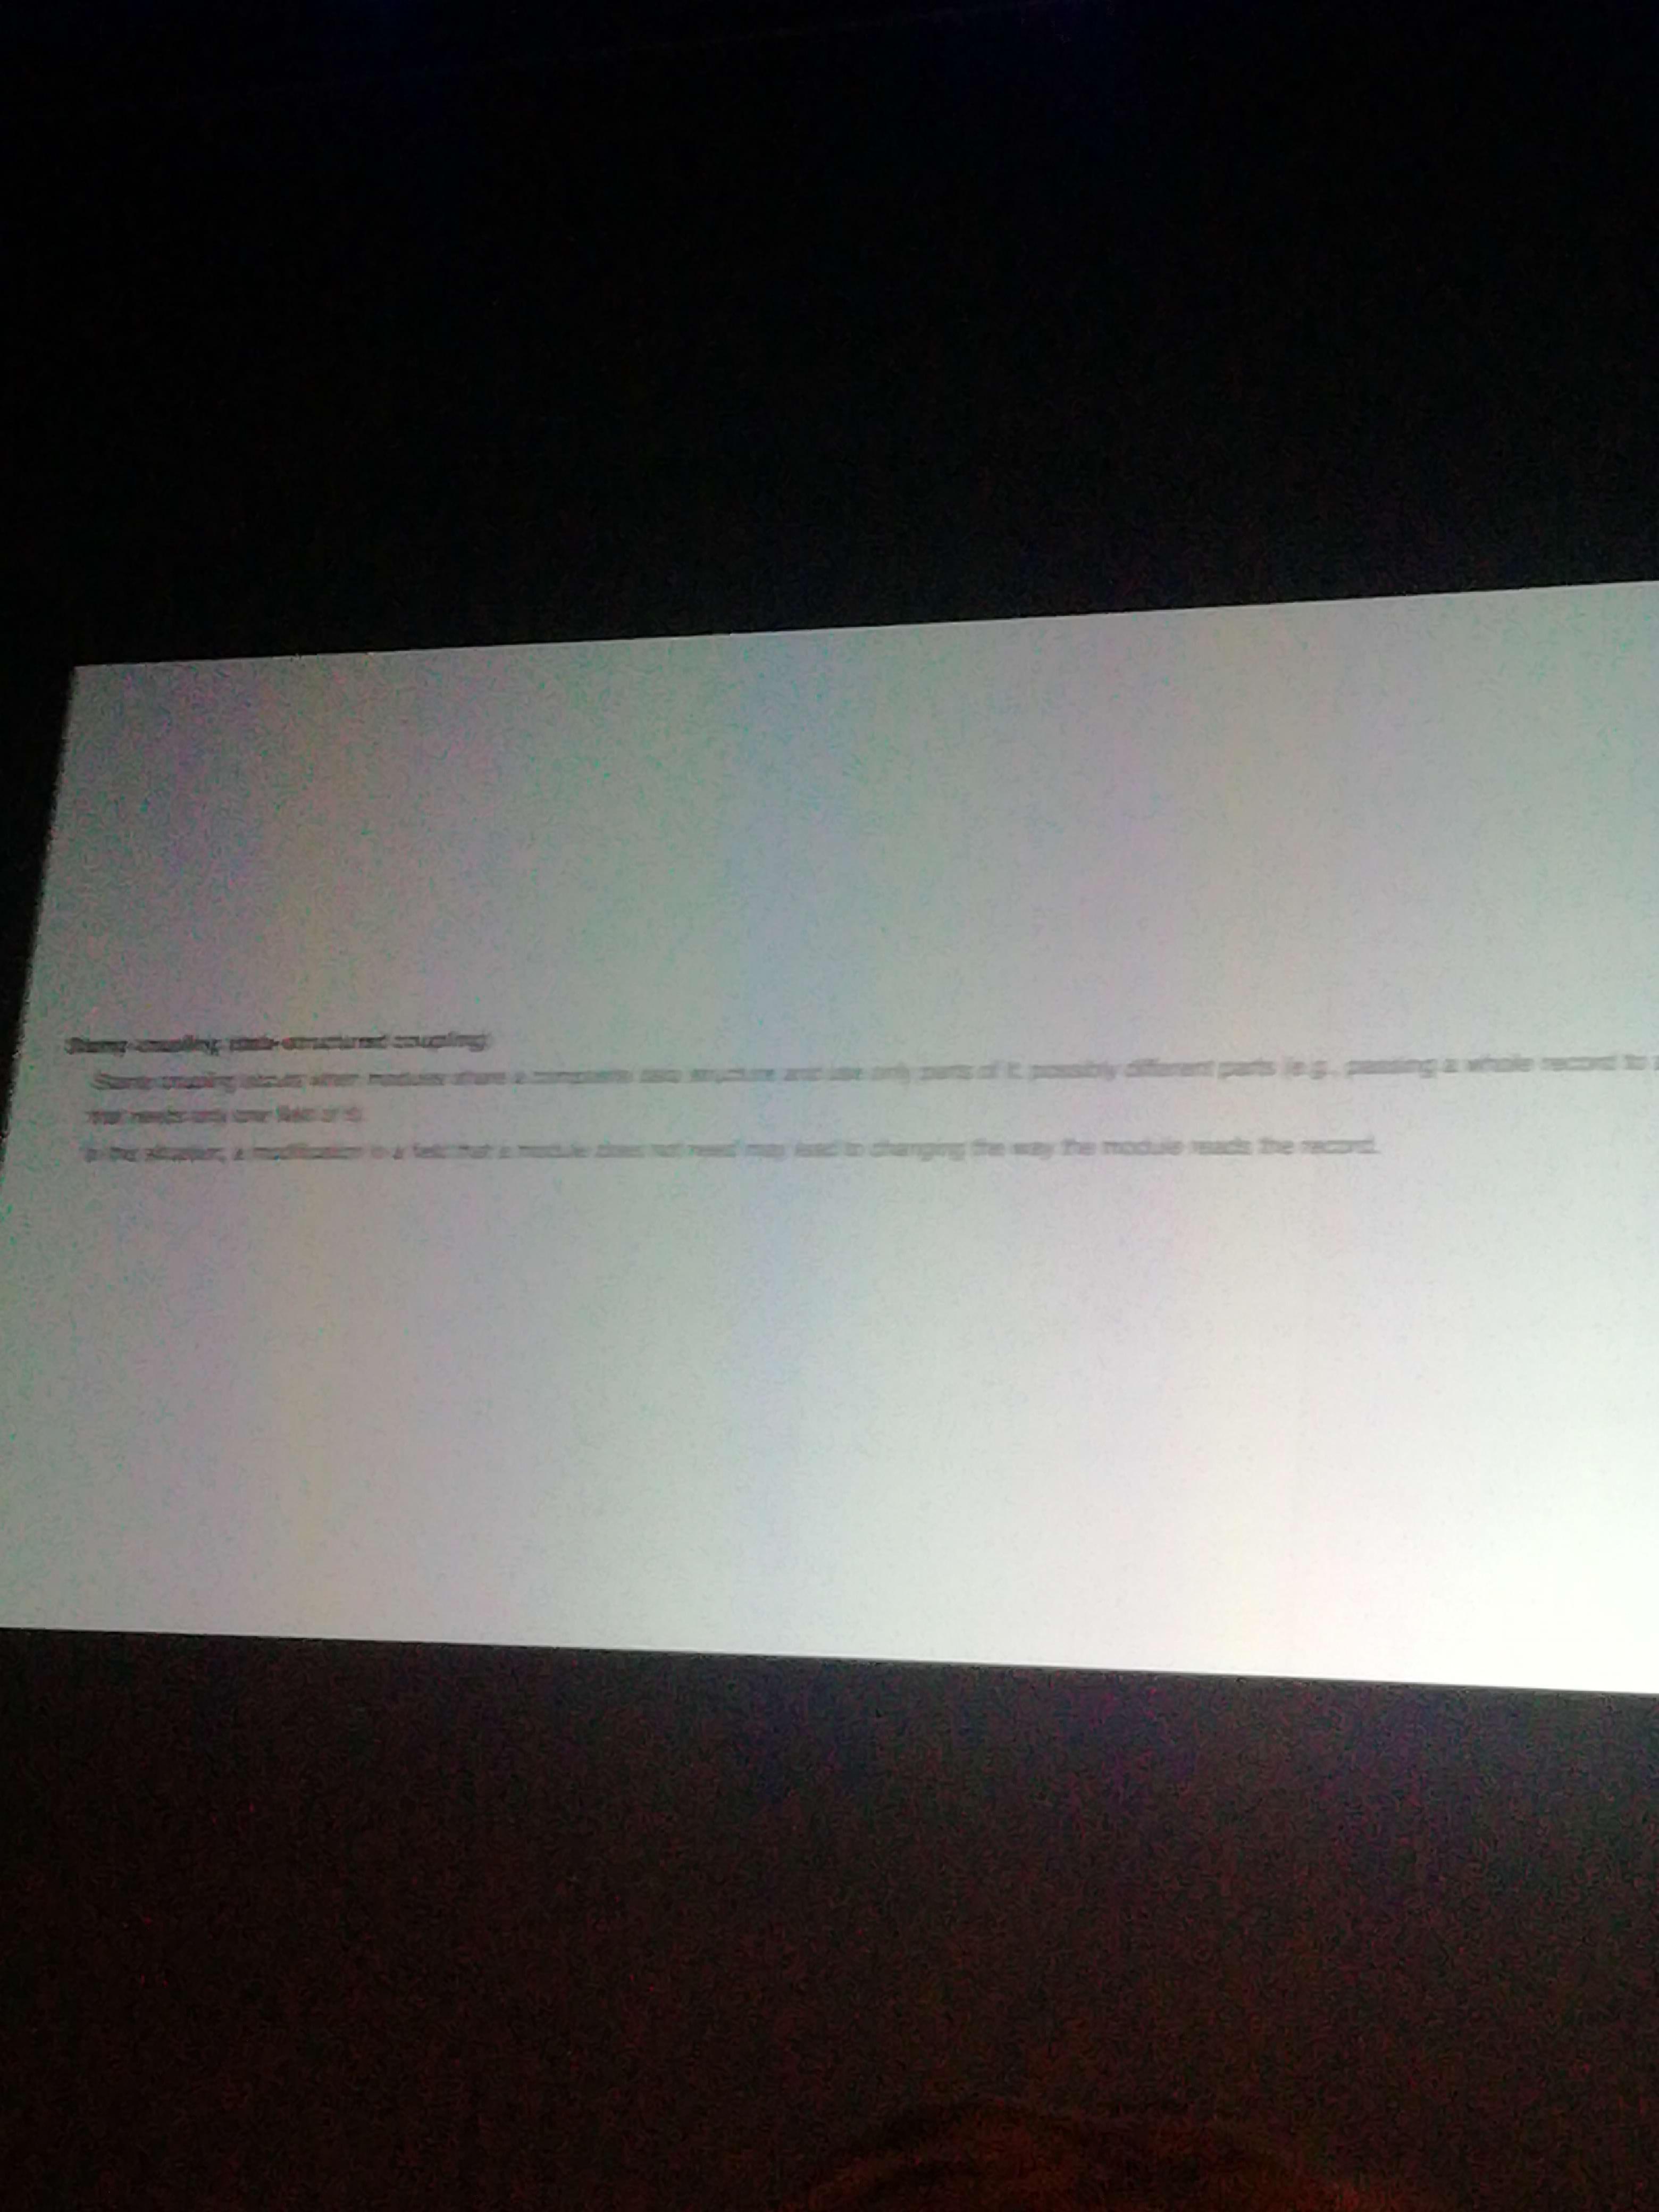 Stamp coupling (data-structured coupling)
Stamp coupling occurs when modules share a composite data structure and use only parts of it, possibly different parts (e.g., passing a whole record to a
that needs only one field of it).
In this situation, a modification in a field that a module does not need may lead to changing the way the module reads the record.